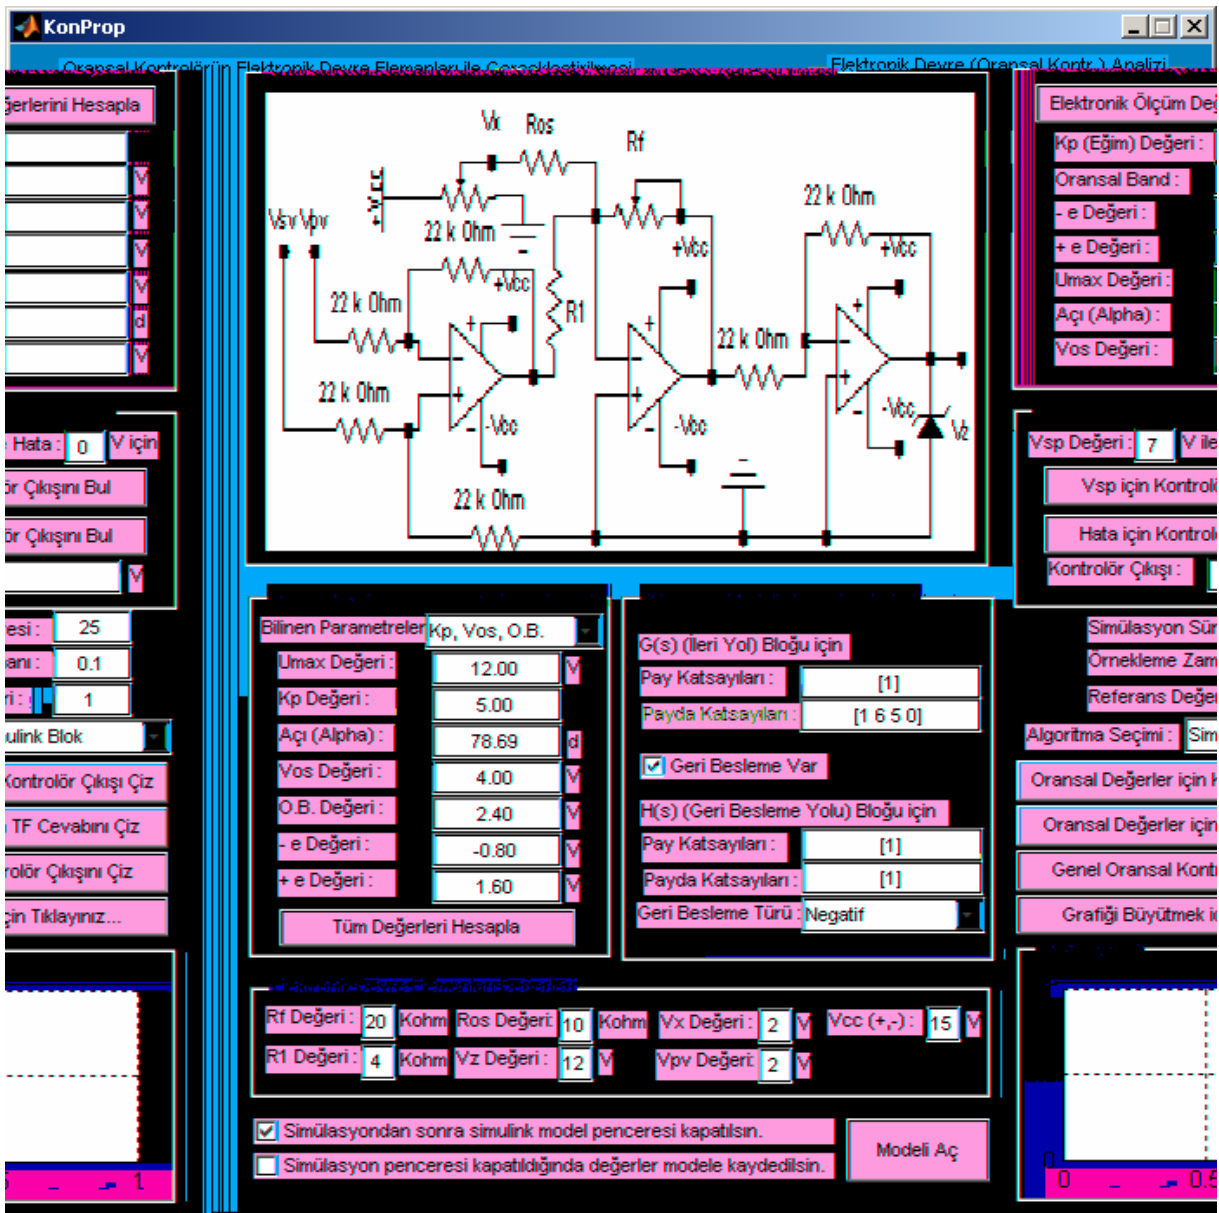 KonProp
Oransal Kontrolörün Elektronik Devre Elemanları ile Gerçekleştirilmesi
Elektronik Devre (Oransal Kontr.) Analizi
ğerlerini Hesapla
V
V
V
V
d
V
Vx
Ros
Rf
+Vcc
Vsv
Vpv
22 k Ohm
22 k Ohm
+Vcc
+Vcc
+Vcc
22 k Ohm
R1
22 k Ohm
22 k Ohm
-Vcc
-Vcc
-Vcc
Vz
22 k Ohm
Elektronik Ölçüm Değ
Kp (Eğim) Değeri :
Oransal Band :
- e Değeri :
+ e Değeri :
Umax Değeri :
Açı (Alpha) :
Vos Değeri :
e Hata : 0 V için
ör Çıkışını Bul
ör Çıkışını Bul
V
Vsp Değeri : 7 V ile
Vsp için Kontrolö
Hata için Kontrolö
Kontrolör Çıkışı :
resi : 25
anı : 0.1
ri : 1
ulink Blok
Kontrolör Çıkışı Çiz
TF Cevabını Çiz
rolör Çıkışını Çiz
çin Tıklayınız...
Bilinen Parametreler Kp, Vos, O.B.
Umax Değeri : 12.00 V
Kp Değeri : 5.00
Açı (Alpha) : 78.69 d
Vos Değeri : 4.00 V
O.B. Değeri : 2.40 V
- e Değeri : -0.80 V
+ e Değeri : 1.60 V
Tüm Değerleri Hesapla
G(s) (İleri Yol) Bloğu için
Pay Katsayıları : [1]
Payda Katsayıları : [1 6 5 0]
Geri Besleme Var
H(s) (Geri Besleme Yolu) Bloğu için
Pay Katsayıları : [1]
Payda Katsayıları : [1]
Geri Besleme Türü : Negatif
Simülasyon Sür
Örnekleme Zam
Referans Değe
Algoritma Seçimi : Sim
Oransal Değerler için K
Oransal Değerler için
Genel Oransal Kontr
Grafiği Büyütmek iç
Elektronik Devre Elemanları Değerleri
Rf Değeri : 20 Kohm Ros Değeri: 10 Kohm Vx Değeri : 2 V Vcc (+,-) : 15 V
R1 Değeri : 4 Kohm Vz Değeri : 12 V Vpv Değeri: 2 V
Simülasyondan sonra simulink model penceresi kapatılsın.
Simülasyon penceresi kapatıldığında değerler modele kaydedilsin.
Modeli Aç
1
0
0
0.5